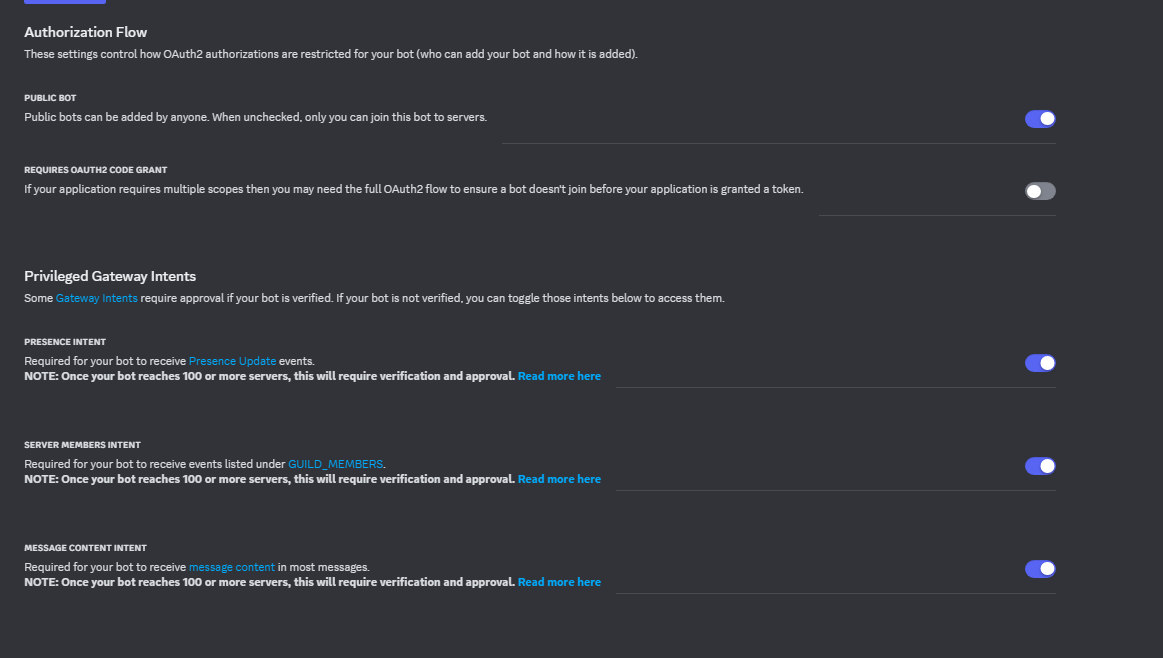 Authorization Flow
These settings control how OAuth2 authorizations are restricted for your bot (who can add your bot and how it is added).
PUBLIC BOT
Public bots can be added by anyone. When unchecked, only you can join this bot to servers.
REQUIRES OAUTH2 CODE GRANT
If your application requires multiple scopes then you may need the full OAuth2 flow to ensure a bot doesn't join before your application is granted a token.
Privileged Gateway Intents
Some Gateway Intents require approval if your bot is verified. If your bot is not verified, you can toggle those intents below to access them.
PRESENCE INTENT
Required for your bot to receive Presence Update events.
NOTE: Once your bot reaches 100 or more servers, this will require verification and approval. Read more here
SERVER MEMBERS INTENT
Required for your bot to receive events listed under GUILD_MEMBERS.
NOTE: Once your bot reaches 100 or more servers, this will require verification and approval. Read more here
MESSAGE CONTENT INTENT
Required for your bot to receive message content in most messages.
NOTE: Once your bot reaches 100 or more servers, this will require verification and approval. Read more here